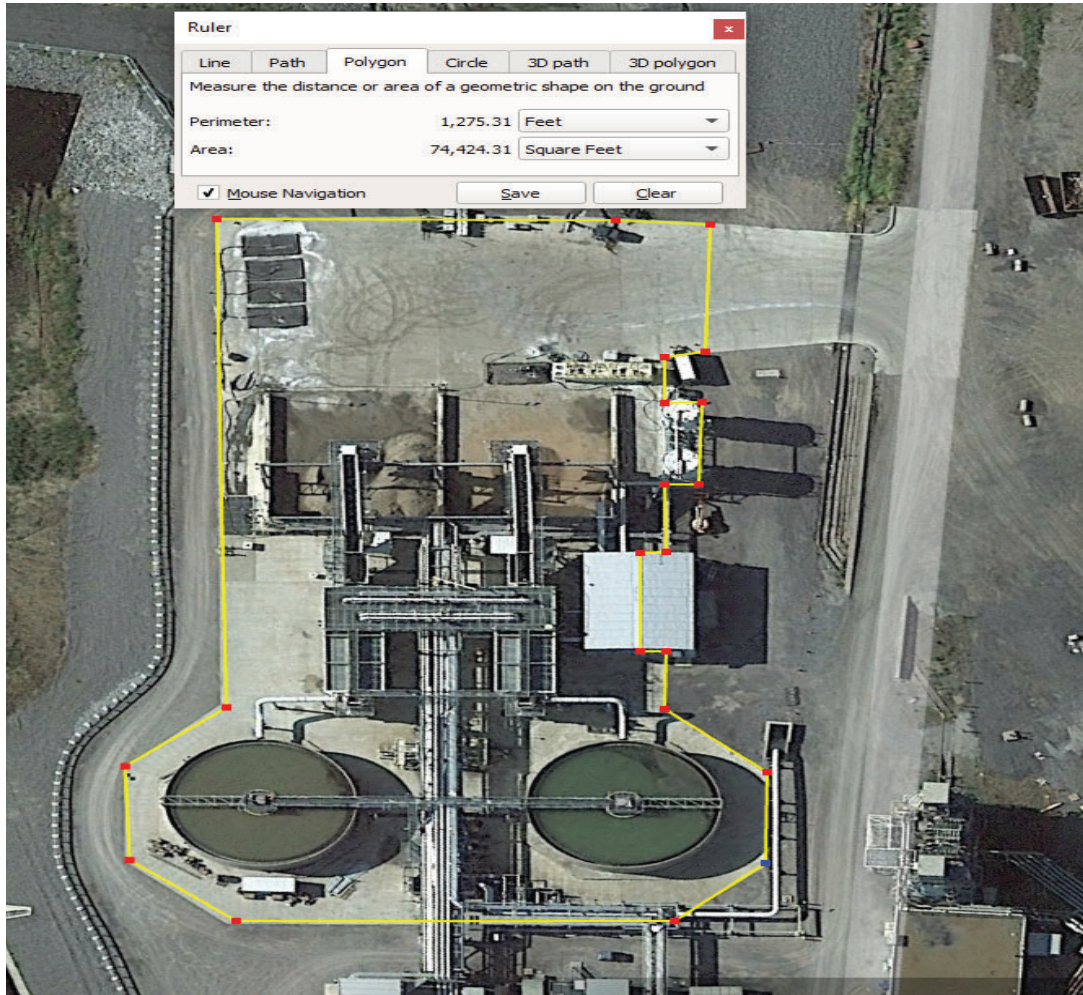 Ruler
x
Line Path Polygon Circle 3D path 3D polygon
Measure the distance or area of a geometric shape on the ground
Perimeter: 1,275.31 Feet
Area: 74,424.31 Square Feet
✓ Mouse Navigation Save Clear